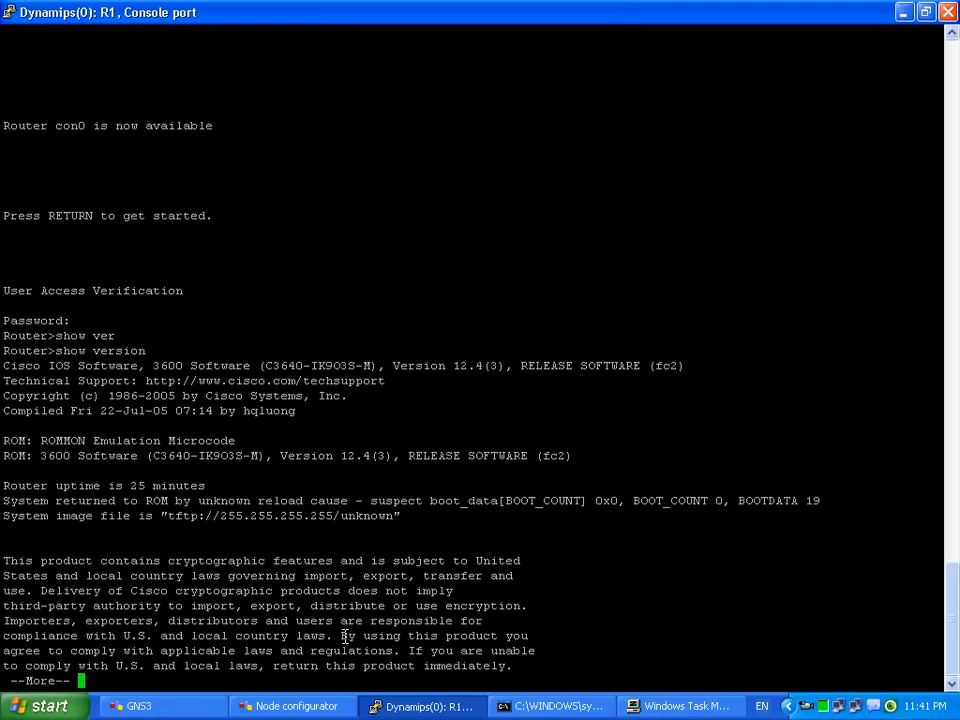 Dynamips(0): R1, Console port
Router con0 is now available
Press RETURN to get started.
User Access Verification
Password:
Router>show ver
Router>show version
Cisco IOS Software, 3600 Software (C3640-IK9O3S-M), Version 12.4(3), RELEASE SOFTWARE (fc2)
Technical Support: http://www.cisco.com/techsupport
Copyright (c) 1986-2005 by Cisco Systems, Inc.
Compiled Fri 22-Jul-05 07:14 by hqluong
ROM: ROMMON Emulation Microcode
ROM: 3600 Software (C3640-IK9O3S-M), Version 12.4(3), RELEASE SOFTWARE (fc2)
Router uptime is 25 minutes
System returned to ROM by unknown reload cause - suspect boot_data[BOOT_COUNT] 0x0, BOOT_COUNT 0, BOOTDATA 19
System image file is "tftp://255.255.255.255/unknown"
This product contains cryptographic features and is subject to United
States and local country laws governing import, export, transfer and
use. Delivery of Cisco cryptographic products does not imply
third-party authority to import, export, distribute or use encryption.
Importers, exporters, distributors and users are responsible for
compliance with U.S. and local country laws. By using this product you
agree to comply with applicable laws and regulations. If you are unable
to comply with U.S. and local laws, return this product immediately.
--More--
start GNS3 Node configurator Dynamips(0): R1... C:\WINDOWS\sy... Windows Task M... EN 11:41 PM